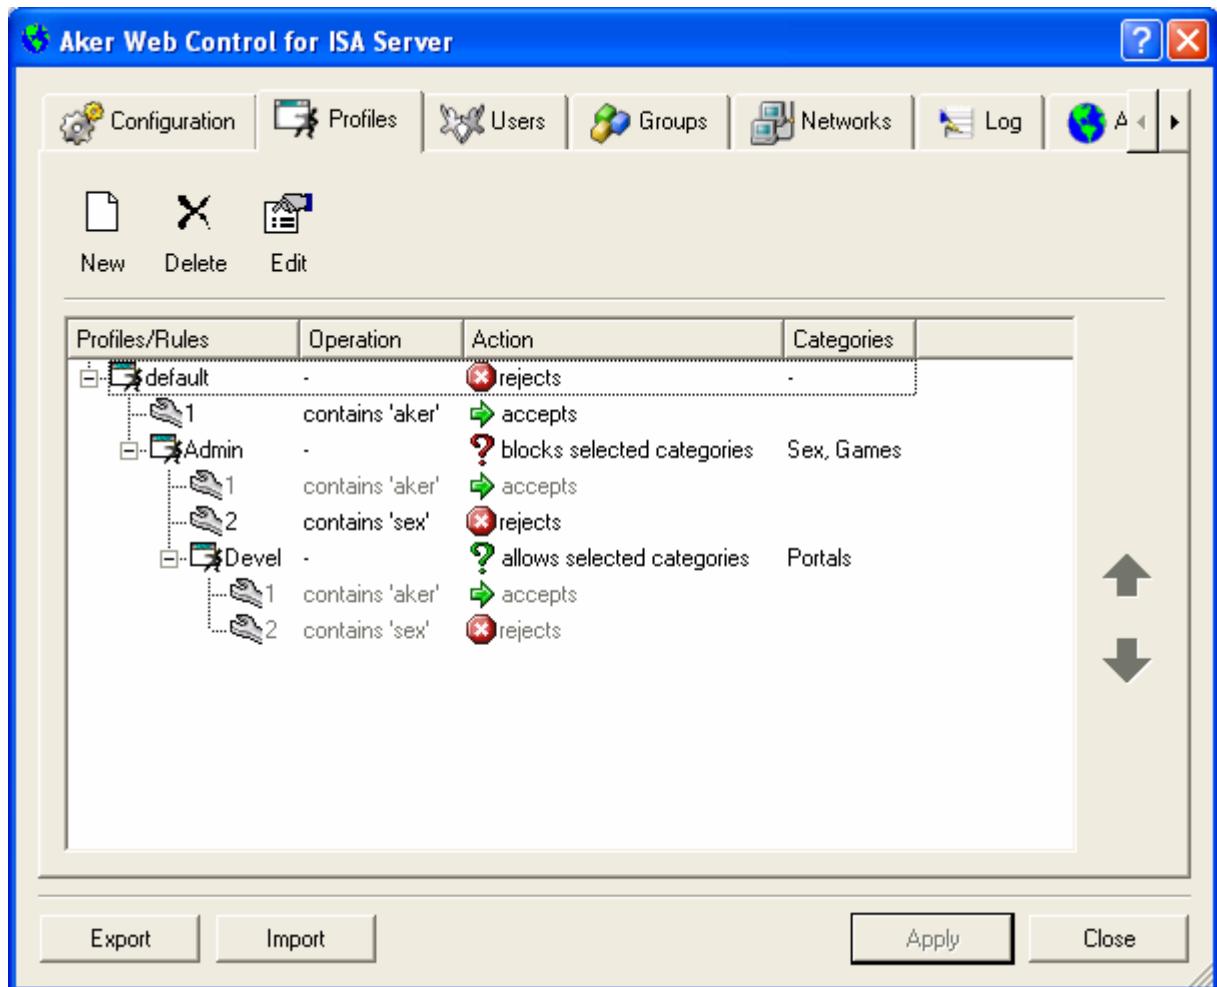 Aker Web Control for ISA Server
Configuration Profiles Users Groups Networks Log A
New Delete Edit
Profiles/Rules Operation Action Categories
default - rejects -
1 contains 'aker' accepts
Admin - blocks selected categories Sex, Games
1 contains 'aker' accepts
2 contains 'sex' rejects
Devel - allows selected categories Portals
1 contains 'aker' accepts
2 contains 'sex' rejects
Export Import Apply Close